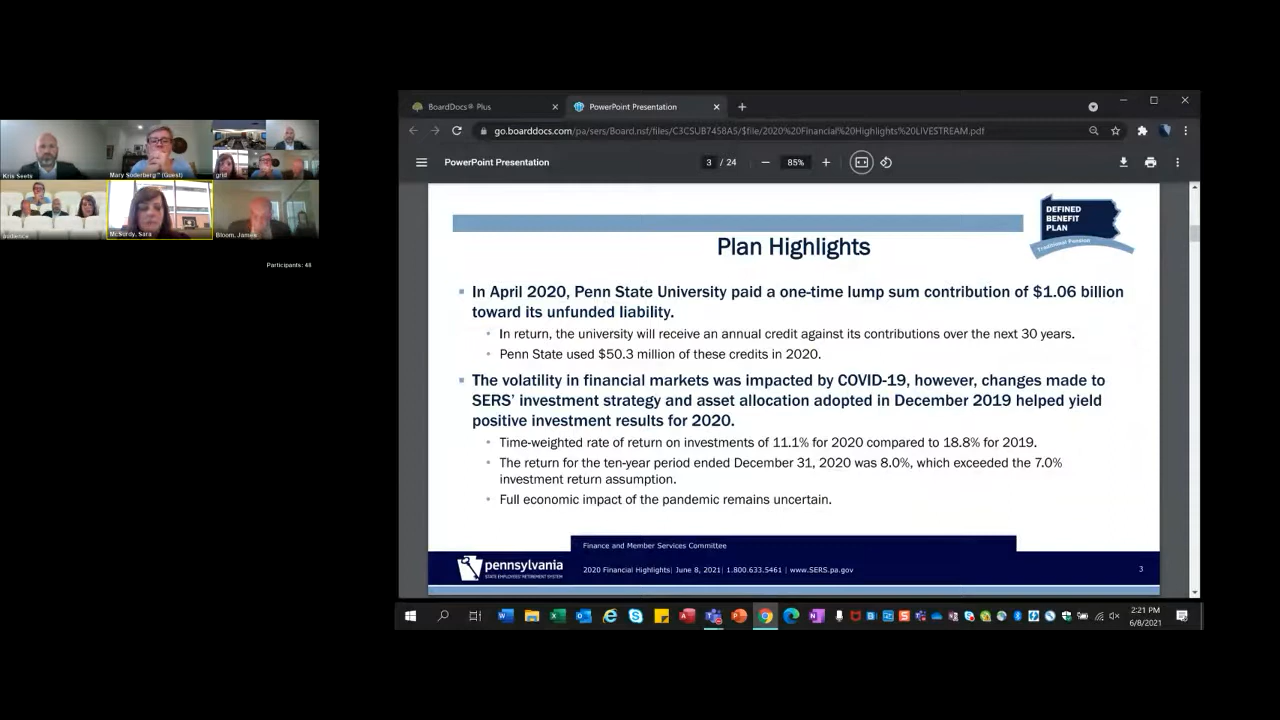 Kris Seets
Mary Soderberg (Guest)
grid
audience
McSurdy, Sara
Bloom, James
Participants: 48
BoardDocs® Plus
PowerPoint Presentation
go.boarddocs.com/pa/sers/Board.nsf/files/C3CSUB7458A5/$file/2020%20Financial%20Highlights%20LIVESTREAM.pdf
PowerPoint Presentation
3 / 24
85%
DEFINED
BENEFIT
PLAN
Traditional Pension
Plan Highlights
In April 2020, Penn State University paid a one-time lump sum contribution of $1.06 billion
toward its unfunded liability.
In return, the university will receive an annual credit against its contributions over the next 30 years.
Penn State used $50.3 million of these credits in 2020.
The volatility in financial markets was impacted by COVID-19, however, changes made to
SERS' investment strategy and asset allocation adopted in December 2019 helped yield
positive investment results for 2020.
Time-weighted rate of return on investments of 11.1% for 2020 compared to 18.8% for 2019.
The return for the ten-year period ended December 31, 2020 was 8.0%, which exceeded the 7.0%
investment return assumption.
Full economic impact of the pandemic remains uncertain.
Finance and Member Services Committee
pennsylvania
STATE EMPLOYEES' RETIREMENT SYSTEM
2020 Financial Highlights| June 8, 2021| 1.800.633.5461 | www.SERS.pa.gov
3
2:21 PM
6/8/2021